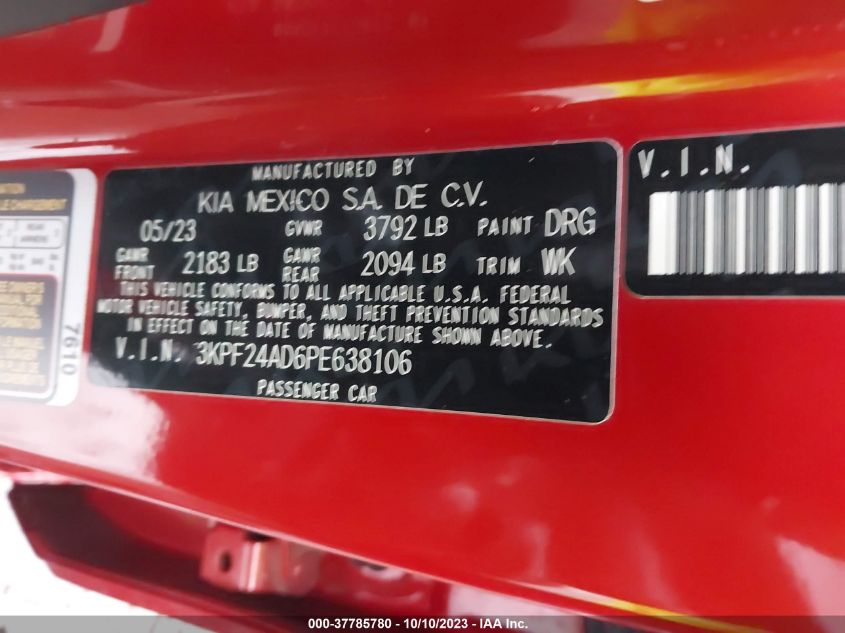 MANUFACTURED BY
KIA MEXICO S.A. DE C.V.
05/23 GVWR 3792 LB PAINT DRG
GAWR FRONT 2183 LB GAWR REAR 2094 LB TRIM WK
THIS VEHICLE CONFORMS TO ALL APPLICABLE U.S.A. FEDERAL
MOTOR VEHICLE SAFETY, BUMPER, AND THEFT PREVENTION STANDARDS
IN EFFECT ON THE DATE OF MANUFACTURE SHOWN ABOVE.
V.I.N. 3KPF24AD6PE638106
PASSENGER CAR
V.I.N.
7610
000-37785780 - 10/10/2023 - IAA Inc.